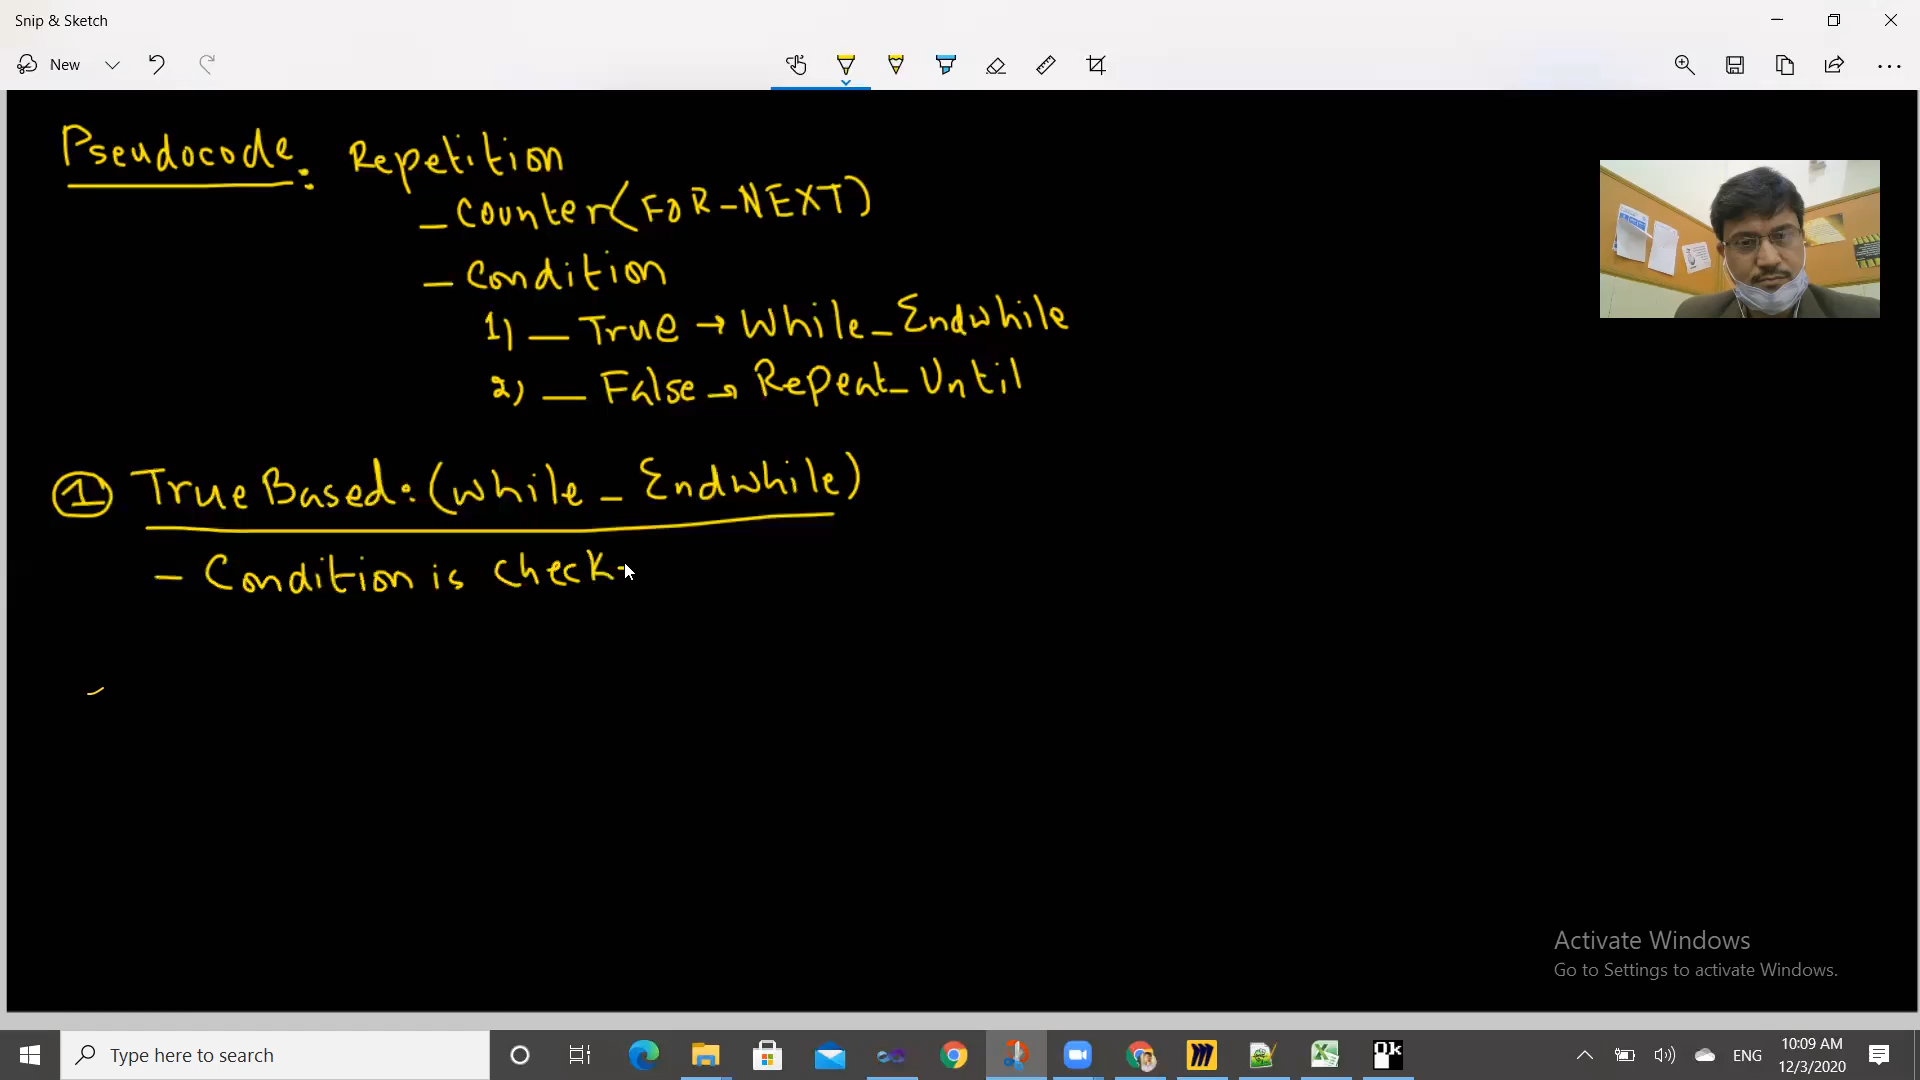 Snip & Sketch
New
Pseudocode: Repetition
– Counter(FOR-NEXT)
– Condition
1) — True → While_Endwhile
2) — False → Repeat_Until
① True Based: (while – Endwhile)
– Condition is check
Activate Windows
Go to Settings to activate Windows.
Type here to search
ENG
10:09 AM
12/3/2020